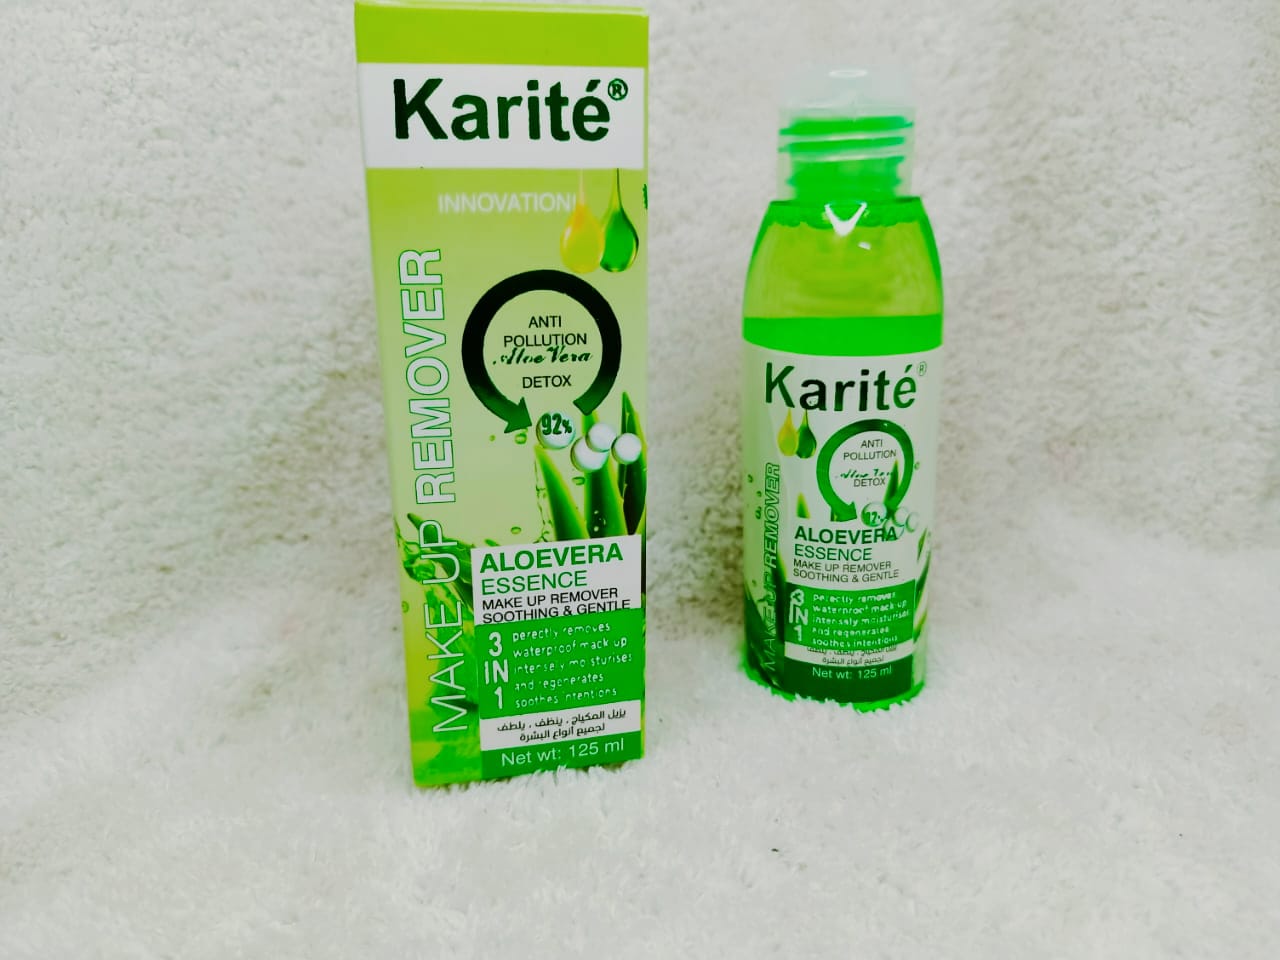 Karité®
INNOVATION
MAKE UP REMOVER
ANTI
POLLUTION
Aloe Vera
DETOX
92%
ALOEVERA
ESSENCE
MAKE UP REMOVER
SOOTHING & GENTLE
3 IN 1
perectly removes
waterproof mack up
intensely moisturises
and regenerates
soothes intentions
يزيل المكياج ، ينظف ، يلطف
لجميع أنواع البشرة
Net wt: 125 ml
Karité®
MAKE UP REMOVER
ANTI
POLLUTION
Aloe Vera
DETOX
92%
ALOEVERA
ESSENCE
MAKE UP REMOVER
SOOTHING & GENTLE
3 IN 1
perectly removes
waterproof mack up
intensely moisturises
and regenerates
soothes intentions
لجميع أنواع البشرة
Net wt: 125 ml